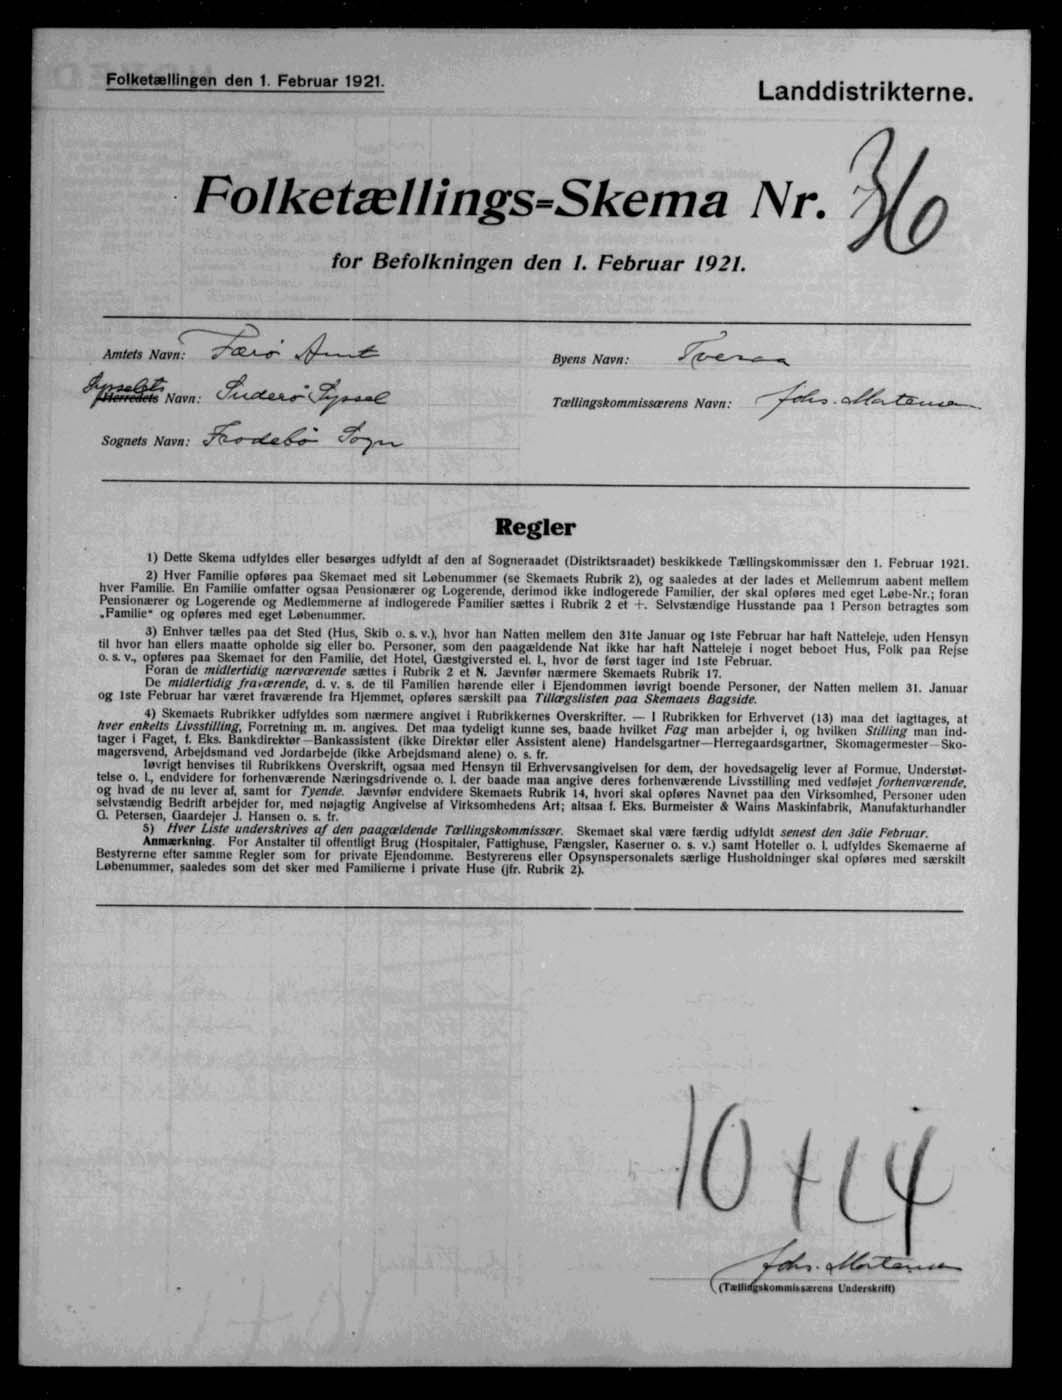 Folketællingen den 1. Februar 1921.
Landdistrikterne.
Folketællings=Skema Nr. 36
for Befolkningen den 1. Februar 1921.
Amtets Navn: Færø Amt
Byens Navn: Tveraa
Sysselets
Herredets Navn: Suderø Syssel
Tællingskommissærens Navn: Johs. Mortensen
Sognets Navn: Frodebø Sogn
Regler
1) Dette Skema udfyldes eller besørges udfyldt af den af Sogneraadet (Distriktsraadet) beskikkede Tællingskommissær den 1. Februar 1921.
2) Hver Familie opføres paa Skemaet med sit Løbenummer (se Skemaets Rubrik 2), og saaledes at der lades et Mellemrum aabent mellem
hver Familie. En Familie omfatter ogsaa Pensionærer og Logerende, derimod ikke indlogerede Familier, der skal opføres med eget Løbe-Nr.; foran
Pensionærer og Logerende og Medlemmerne af indlogerede Familier sættes i Rubrik 2 et +. Selvstændige Husstande paa 1 Person betragtes som
„Familie“ og opføres med eget Løbenummer.
3) Enhver tælles paa det Sted (Hus, Skib o. s. v.), hvor han Natten mellem den 31te Januar og 1ste Februar har haft Natteleje, uden Hensyn
til hvor han ellers maatte opholde sig eller bo. Personer, som den paagældende Nat ikke har haft Natteleje i noget beboet Hus, Folk paa Rejse
o. s. v., opføres paa Skemaet for den Familie, det Hotel, Gæstgiversted el. l., hvor de først tager ind 1ste Februar.
Foran de midlertidig nærværende sættes i Rubrik 2 et N. Jævnfør nærmere Skemaets Rubrik 17.
De midlertidig fraværende, d. v. s. de til Familien hørende eller i Ejendommen iøvrigt boende Personer, der Natten mellem 31. Januar
og 1ste Februar har været fraværende fra Hjemmet, opføres særskilt paa Tillægslisten paa Skemaets Bagside.
4) Skemaets Rubrikker udfyldes som nærmere angivet i Rubrikkernes Overskrifter. — I Rubrikken for Erhvervet (13) maa det iagttages, at
hver enkelts Livsstilling, Forretning m. m. angives. Det maa tydeligt kunne ses, baade hvilket Fag man arbejder i, og hvilken Stilling man ind-
tager i Faget, f. Eks. Bankdirektør—Bankassistent (ikke Direktør eller Assistent alene) Handelsgartner—Herregaardsgartner, Skomagermester—Sko-
magersvend, Arbejdsmand ved Jordarbejde (ikke Arbejdsmand alene) o. s. fr.
Iøvrigt henvises til Rubrikkens Overskrift, ogsaa med Hensyn til Erhvervsangivelsen for dem, der hovedsagelig lever af Formue, Understøt-
telse o. l., endvidere for forhenværende Næringsdrivende o. l. der baade maa angive deres forhenværende Livsstilling med vedføjet forhenværende,
og hvad de nu lever af, samt for Tyende. Jævnfør endvidere Skemaets Rubrik 14, hvori skal opføres Navnet paa den Virksomhed, Personer uden
selvstændig Bedrift arbejder for, med nøjagtig Angivelse af Virksomhedens Art; altsaa f. Eks. Burmeister & Wains Maskinfabrik, Manufakturhandler
G. Petersen, Gaardejer J. Hansen o. s. fr.
5) Hver Liste underskrives af den paagældende Tællingskommissær. Skemaet skal være færdig udfyldt senest den 3die Februar.
Anmærkning. For Anstalter til offentligt Brug (Hospitaler, Fattighuse, Fængsler, Kaserner o. s. v.) samt Hoteller o. l. udfyldes Skemaerne af
Bestyrerne efter samme Regler som for private Ejendomme. Bestyrerens eller Opsynspersonalets særlige Husholdninger skal opføres med særskilt
Løbenummer, saaledes som det sker med Familierne i private Huse (jfr. Rubrik 2).
10 + 14
Johs. Mortensen
(Tællingskommissærens Underskrift)